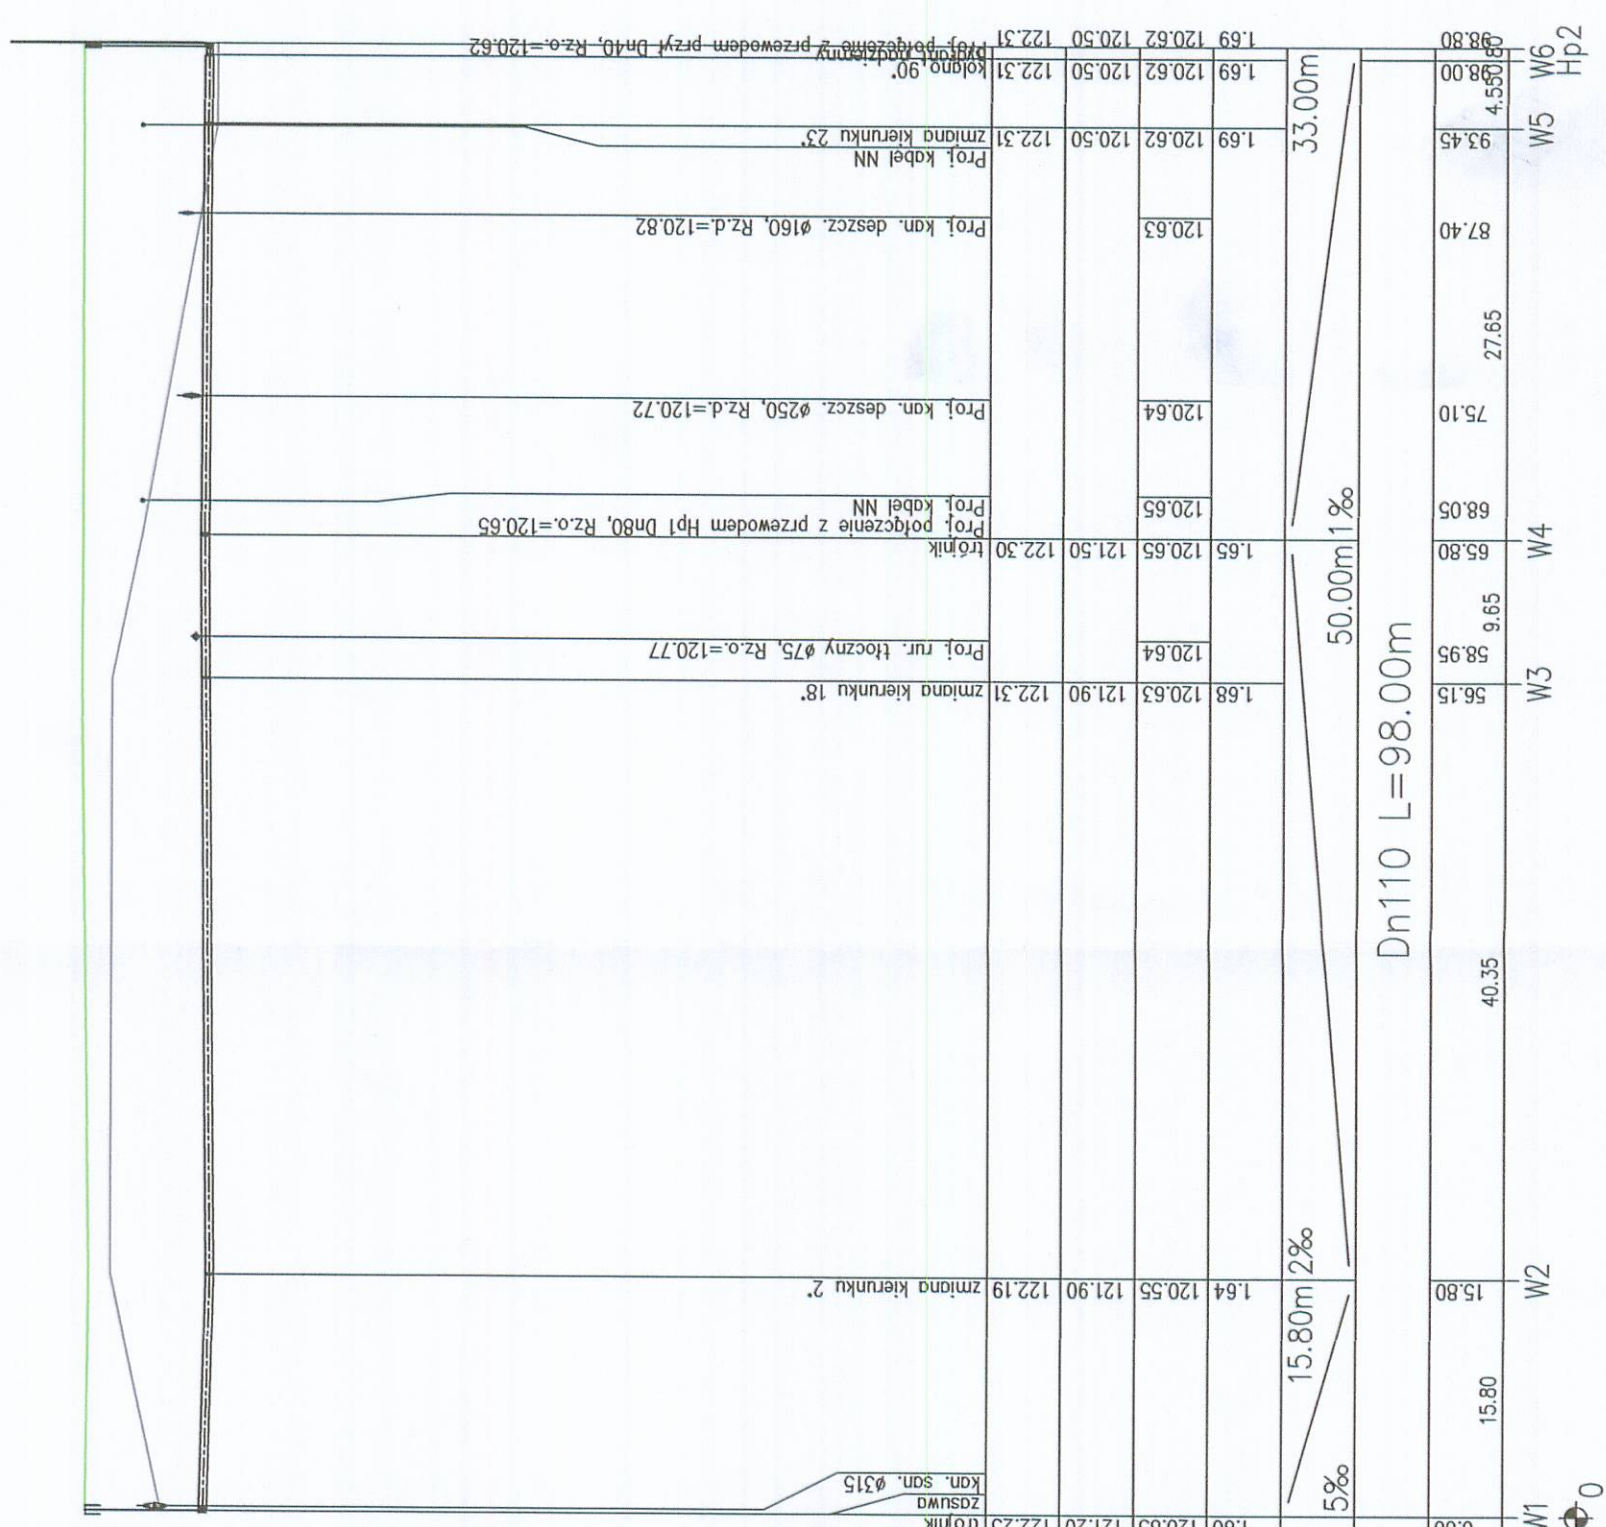 Proj. połączenie z przewodem przył Dn40, Rz.o.=120.62
122.31 120.50 120.62 1.69 98.80
hydrant nadziemny
kolano 90°
122.31 120.50 120.62 1.69 98.00
0.80
W6
Hp2
4.55
33.00m
zmiana kierunku 23°
122.31 120.50 120.62 1.69 93.45
W5
Proj. kabel NN
Proj. kan. deszcz. ø160, Rz.d.=120.82
120.63 87.40
27.65
Proj. kan. deszcz. ø250, Rz.d.=120.72
120.64 75.10
Proj. kabel NN
120.65 68.05
Proj. połączenie z przewodem Hp1 Dn80, Rz.o.=120.65
trójnik
122.30 121.50 120.65 1.65 65.80
W4
50.00m 1‰
9.65
Proj. rur. tłoczny ø75, Rz.o.=120.77
120.64 58.95
zmiana kierunku 18°
122.31 121.90 120.63 1.68 56.15
W3
Dn110 L=98.00m
40.35
zmiana kierunku 2°
122.19 121.90 120.55 1.64 15.80
W2
15.80m 2‰
15.80
kan. san. ø315
zasuwa
5‰
trójnik
W1
0